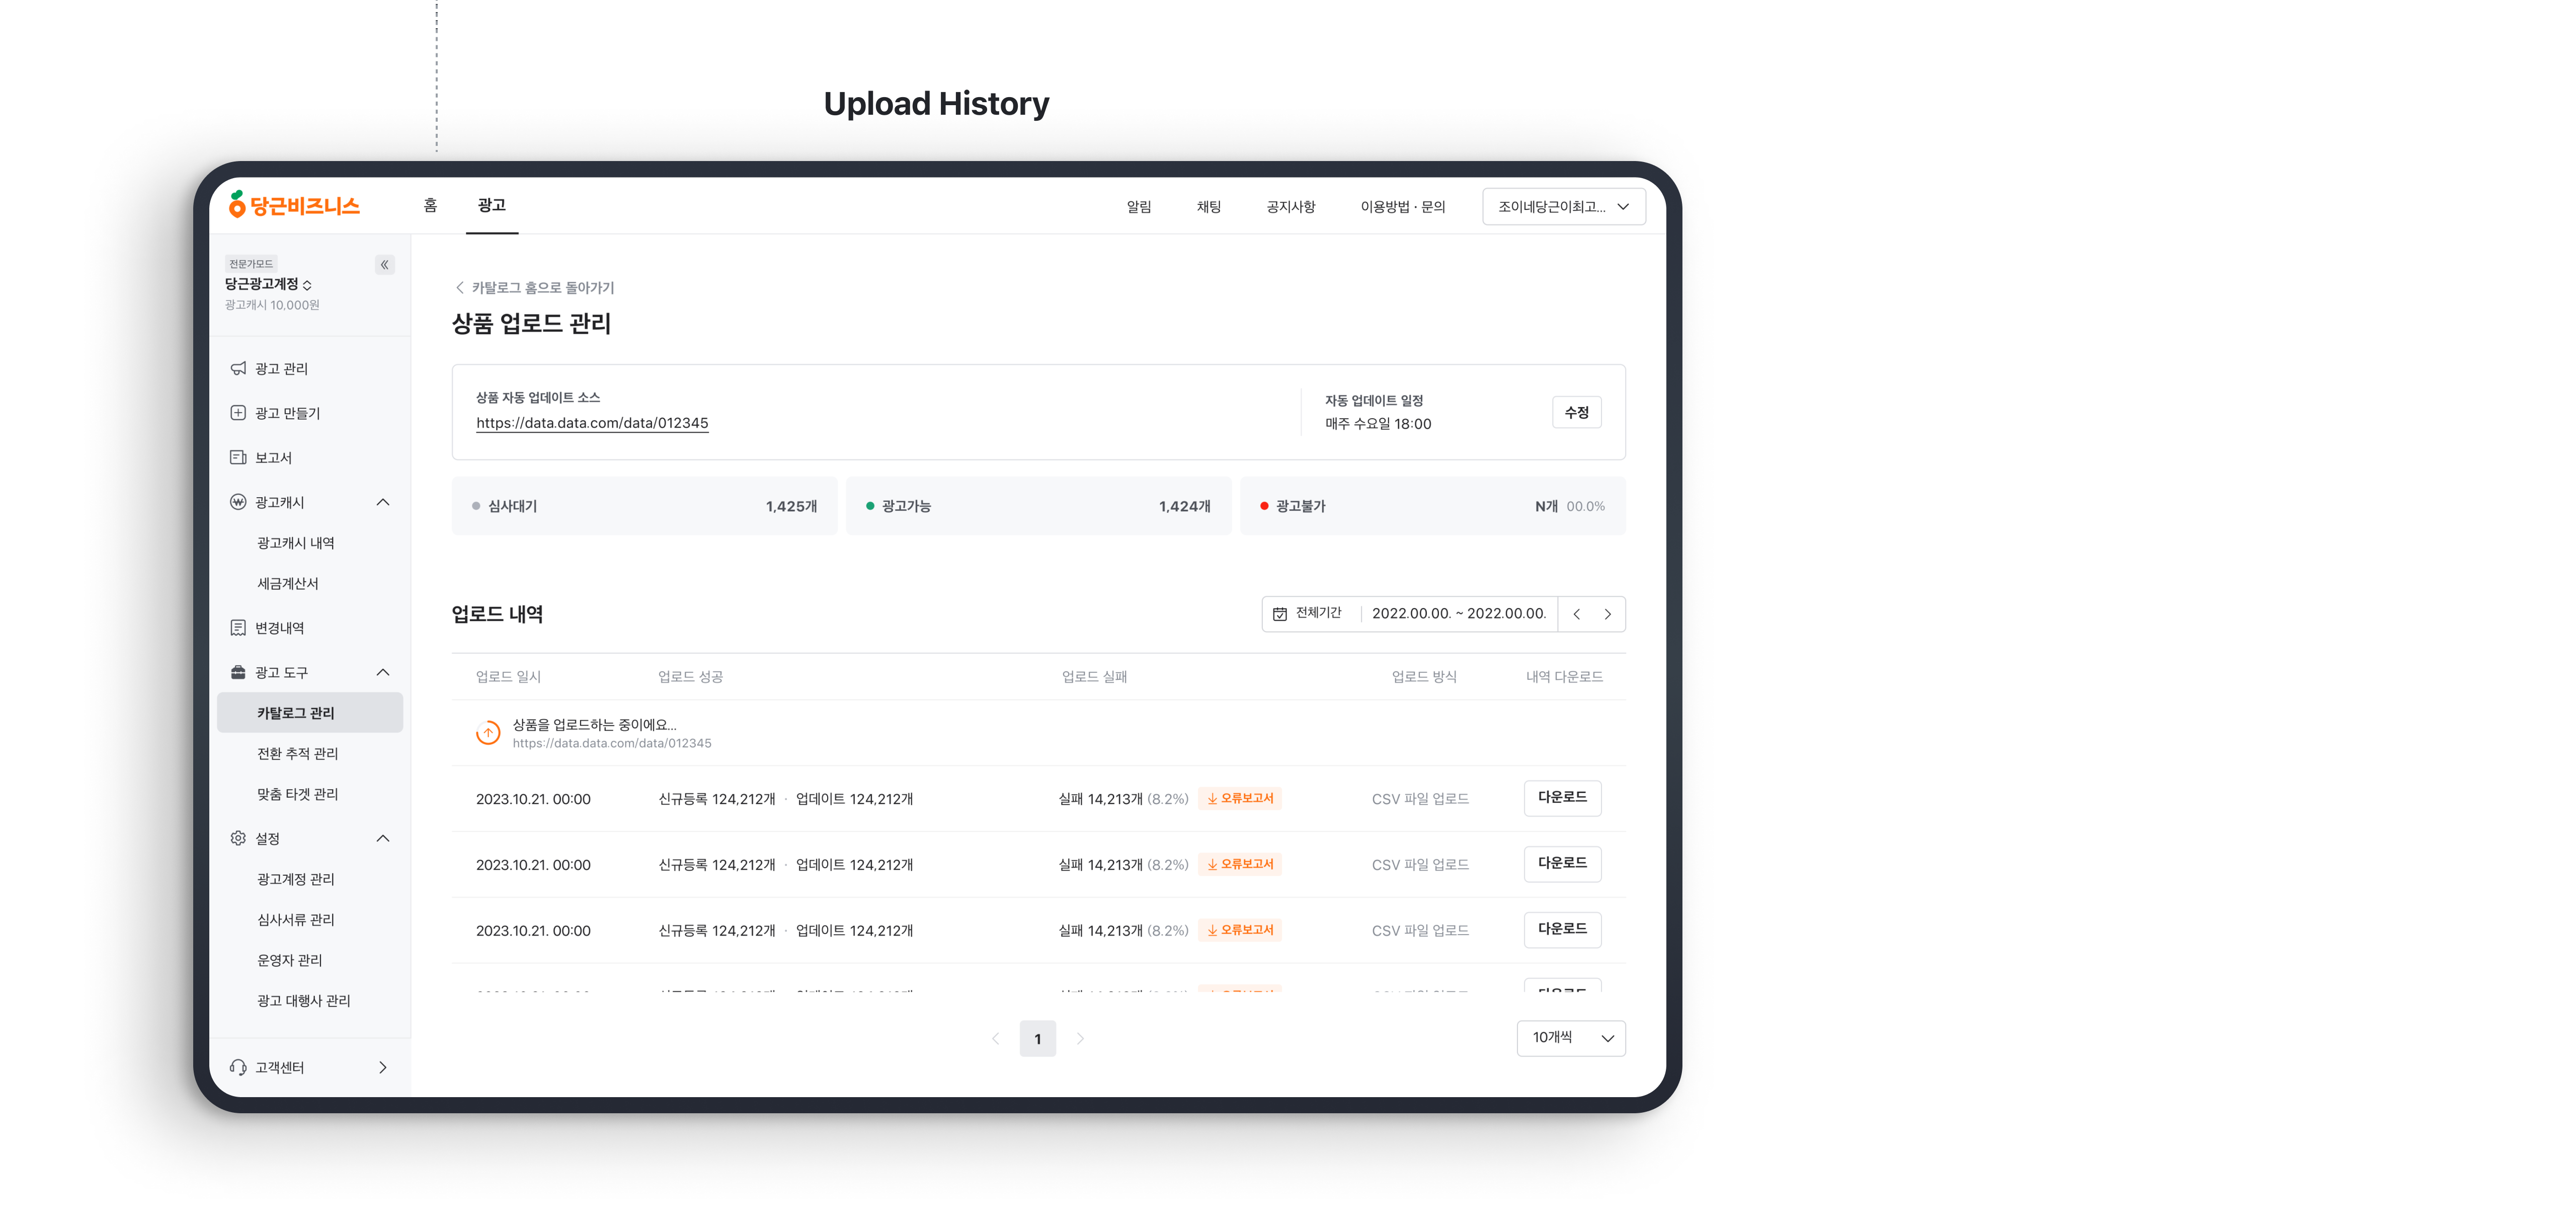 Upload History
당근비즈니스
홈
광고
알림
채팅
공지사항
이용방법 · 문의
조이네당근이최고...
전문가모드
당근광고계정
광고캐시 10,000원
광고 관리
광고 만들기
보고서
광고캐시
광고캐시 내역
세금계산서
변경내역
광고 도구
카탈로그 관리
전환 추적 관리
맞춤 타겟 관리
설정
광고계정 관리
심사서류 관리
운영자 관리
광고 대행사 관리
고객센터
카탈로그 홈으로 돌아가기
상품 업로드 관리
상품 자동 업데이트 소스
https://data.data.com/data/012345
자동 업데이트 일정
매주 수요일 18:00
수정
심사대기 1,425개
광고가능 1,424개
광고불가 N개 00.0%
업로드 내역
전체기간 2022.00.00. ~ 2022.00.00.
업로드 일시 업로드 성공 업로드 실패 업로드 방식 내역 다운로드
상품을 업로드하는 중이에요...
https://data.data.com/data/012345
2023.10.21. 00:00 신규등록 124,212개 · 업데이트 124,212개 실패 14,213개 (8.2%) 오류보고서 CSV 파일 업로드 다운로드
2023.10.21. 00:00 신규등록 124,212개 · 업데이트 124,212개 실패 14,213개 (8.2%) 오류보고서 CSV 파일 업로드 다운로드
2023.10.21. 00:00 신규등록 124,212개 · 업데이트 124,212개 실패 14,213개 (8.2%) 오류보고서 CSV 파일 업로드 다운로드
1
10개씩